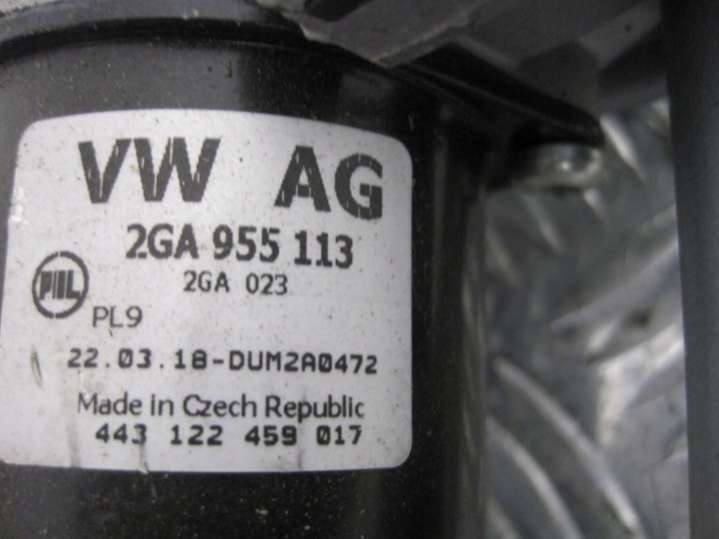 VW AG
2GA 955 113
2GA 023
PAL
PL9
22.03.18-DUM2A0472
Made in Czech Republic
443 122 459 017